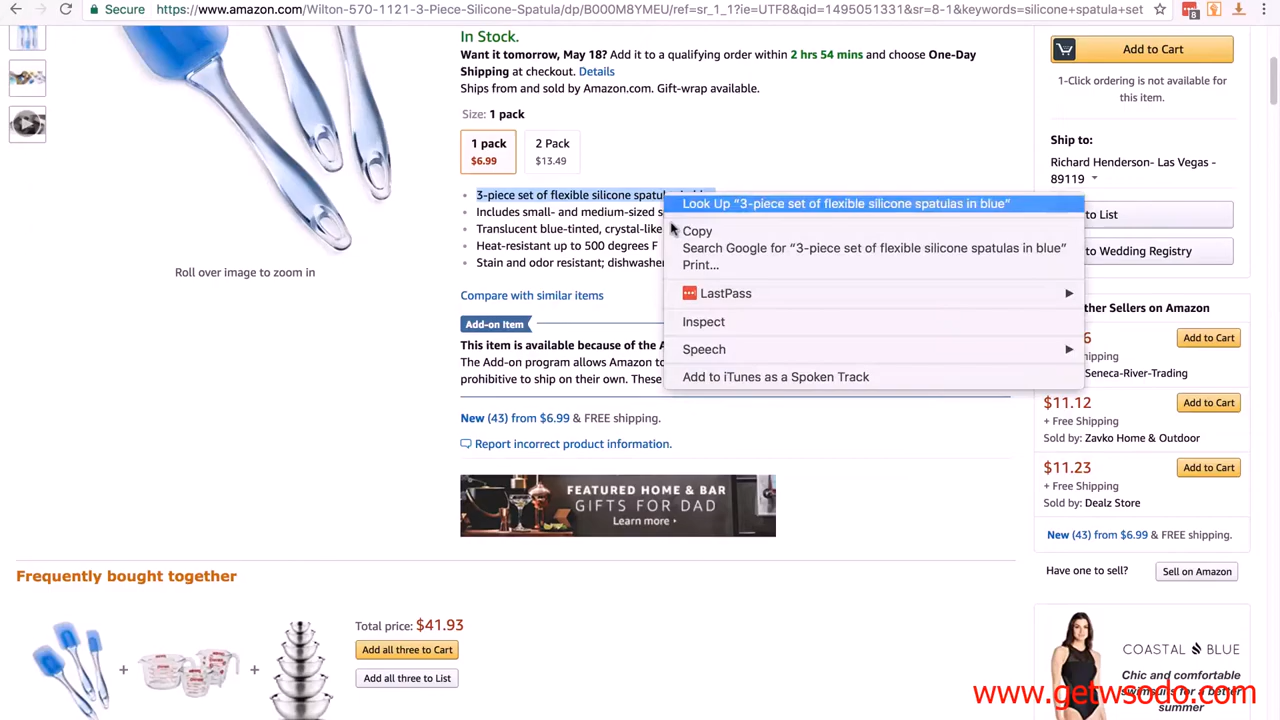 Secure
https://www.amazon.com/Wilton-570-1121-3-Piece-Silicone-Spatula/dp/B000M8YMEU/ref=sr_1_1?ie=UTF8&qid=1495051331&sr=8-1&keywords=silicone+spatula+set
In Stock.
Want it tomorrow, May 18? Add it to a qualifying order within 2 hrs 54 mins and choose One-Day
Shipping at checkout. Details
Ships from and sold by Amazon.com. Gift-wrap available.
Size: 1 pack
1 pack
$6.99
2 Pack
$13.49
3-piece set of flexible silicone
Includes small- and medium-sized
Translucent blue-tinted, crystal-like
Heat-resistant up to 500 degrees F
Stain and odor resistant;
Roll over image to zoom in
Compare with similar items
Add-on Item
This item is available because of the
The Add-on program allows Amazon
prohibitive to ship on their own. These
New (43) from $6.99 & FREE shipping.
Report incorrect product information.
Look Up “3-piece set of flexible silicone spatulas in blue”
Copy
Search Google for “3-piece set of flexible silicone spatulas in blue”
Print...
LastPass
Inspect
Speech
Add to iTunes as a Spoken Track
FEATURED HOME & BAR
GIFTS FOR DAD
Learn more
Add to Cart
1-Click ordering is not available for
this item.
Ship to:
Richard Henderson- Las Vegas -
89119
to List
to Wedding Registry
Sellers on Amazon
Add to Cart
Seneca-River-Trading
$11.12
Add to Cart
+ Free Shipping
Sold by: Zavko Home & Outdoor
$11.23
Add to Cart
+ Free Shipping
Sold by: Dealz Store
New (43) from $6.99 & FREE shipping.
Have one to sell?
Sell on Amazon
Frequently bought together
Total price: $41.93
Add all three to Cart
Add all three to List
COASTAL BLUE
Chic and comfortable
swimsuits for a better
summer
www.getwsodo.com